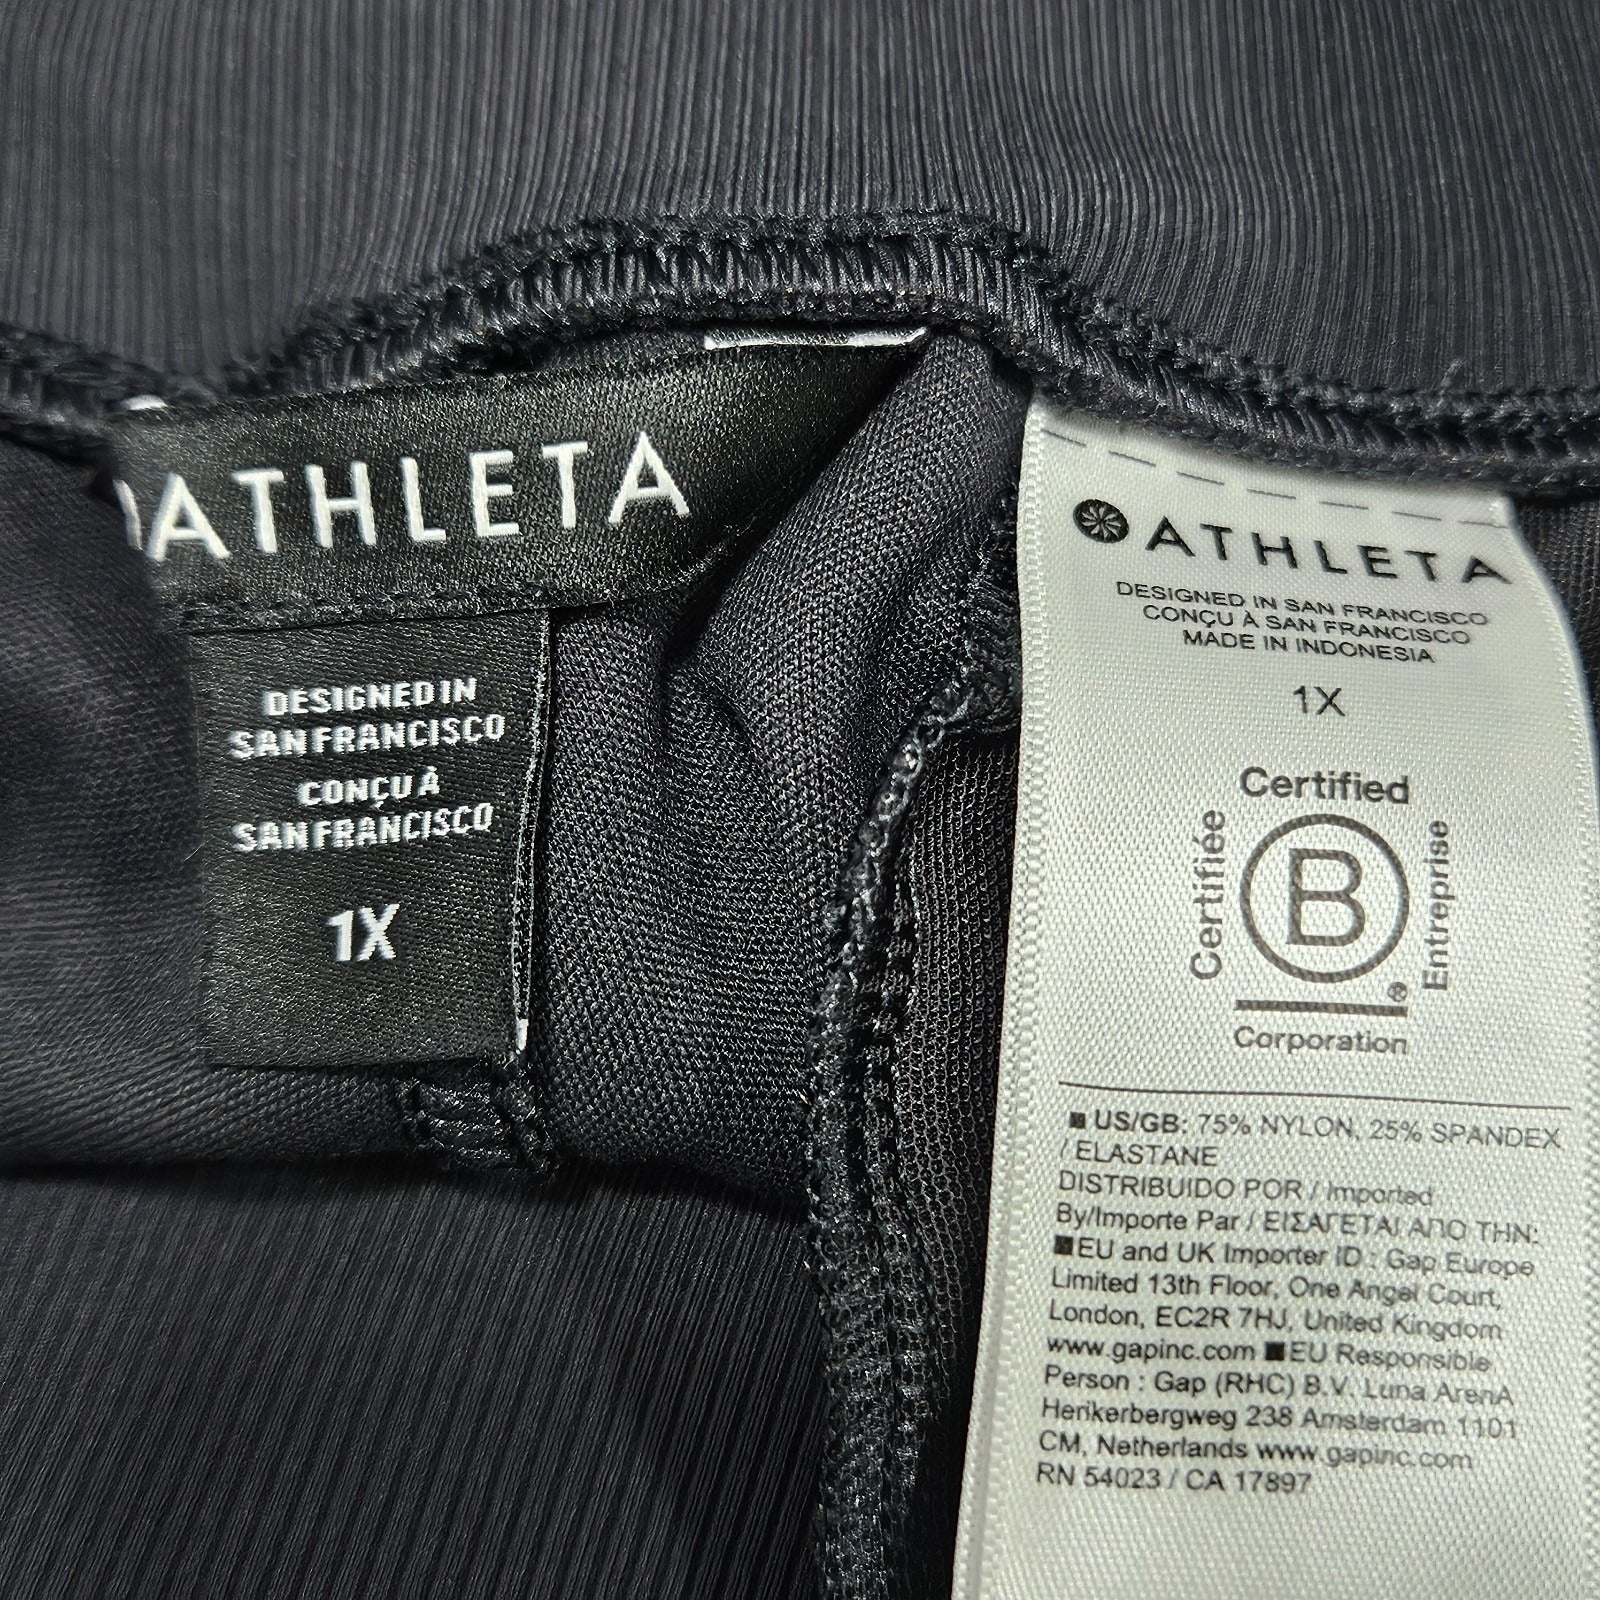 ATHLETA
DESIGNED IN
SAN FRANCISCO
CONÇU À
SAN FRANCISCO
1X
ATHLETA
DESIGNED IN SAN FRANCISCO
CONÇU À SAN FRANCISCO
MADE IN INDONESIA
1X
Certified
Certifiée
B
Entreprise
®
Corporation
■ US/GB: 75% NYLON, 25% SPANDEX
/ ELASTANE
DISTRIBUIDO POR / Imported
By/Importe Par / ΕΙΣΑΓΕΤΑΙ ΑΠΟ ΤΗΝ:
■EU and UK Importer ID : Gap Europe
Limited 13th Floor, One Angel Court,
London, EC2R 7HJ, United Kingdom
www.gapinc.com ■EU Responsible
Person : Gap (RHC) B.V. Luna ArenA
Herikerbergweg 238 Amsterdam 1101
CM, Netherlands www.gapinc.com
RN 54023 / CA 17897